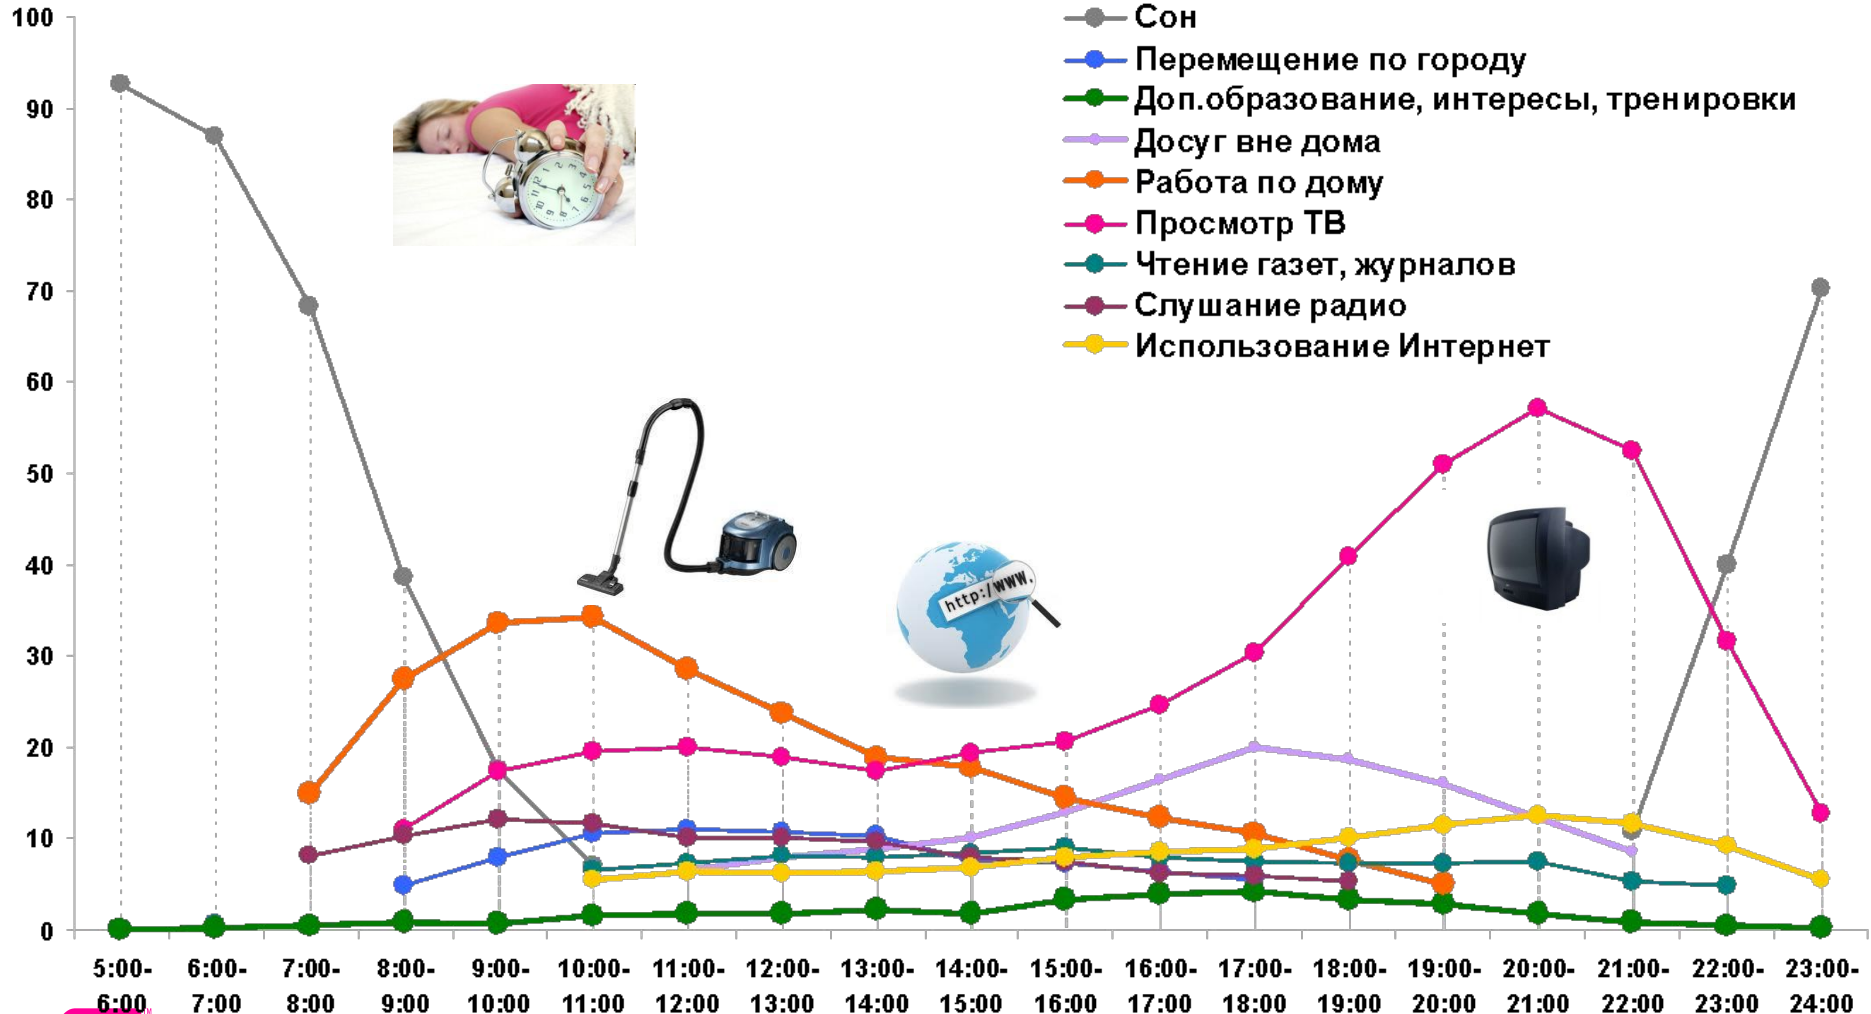 100
90
80
70
60
50
40
30
20
10
0
Сон
Перемещение по городу
Доп.образование, интересы, тренировки
Досуг вне дома
Работа по дому
Просмотр ТВ
Чтение газет, журналов
Слушание радио
Использование Интернет
http:/www.
5:00- 6:00- 7:00- 8:00- 9:00- 10:00- 11:00- 12:00- 13:00- 14:00- 15:00- 16:00- 17:00- 18:00- 19:00- 20:00- 21:00- 22:00- 23:00-
6:00 7:00 8:00 9:00 10:00 11:00 12:00 13:00 14:00 15:00 16:00 17:00 18:00 19:00 20:00 21:00 22:00 23:00 24:00